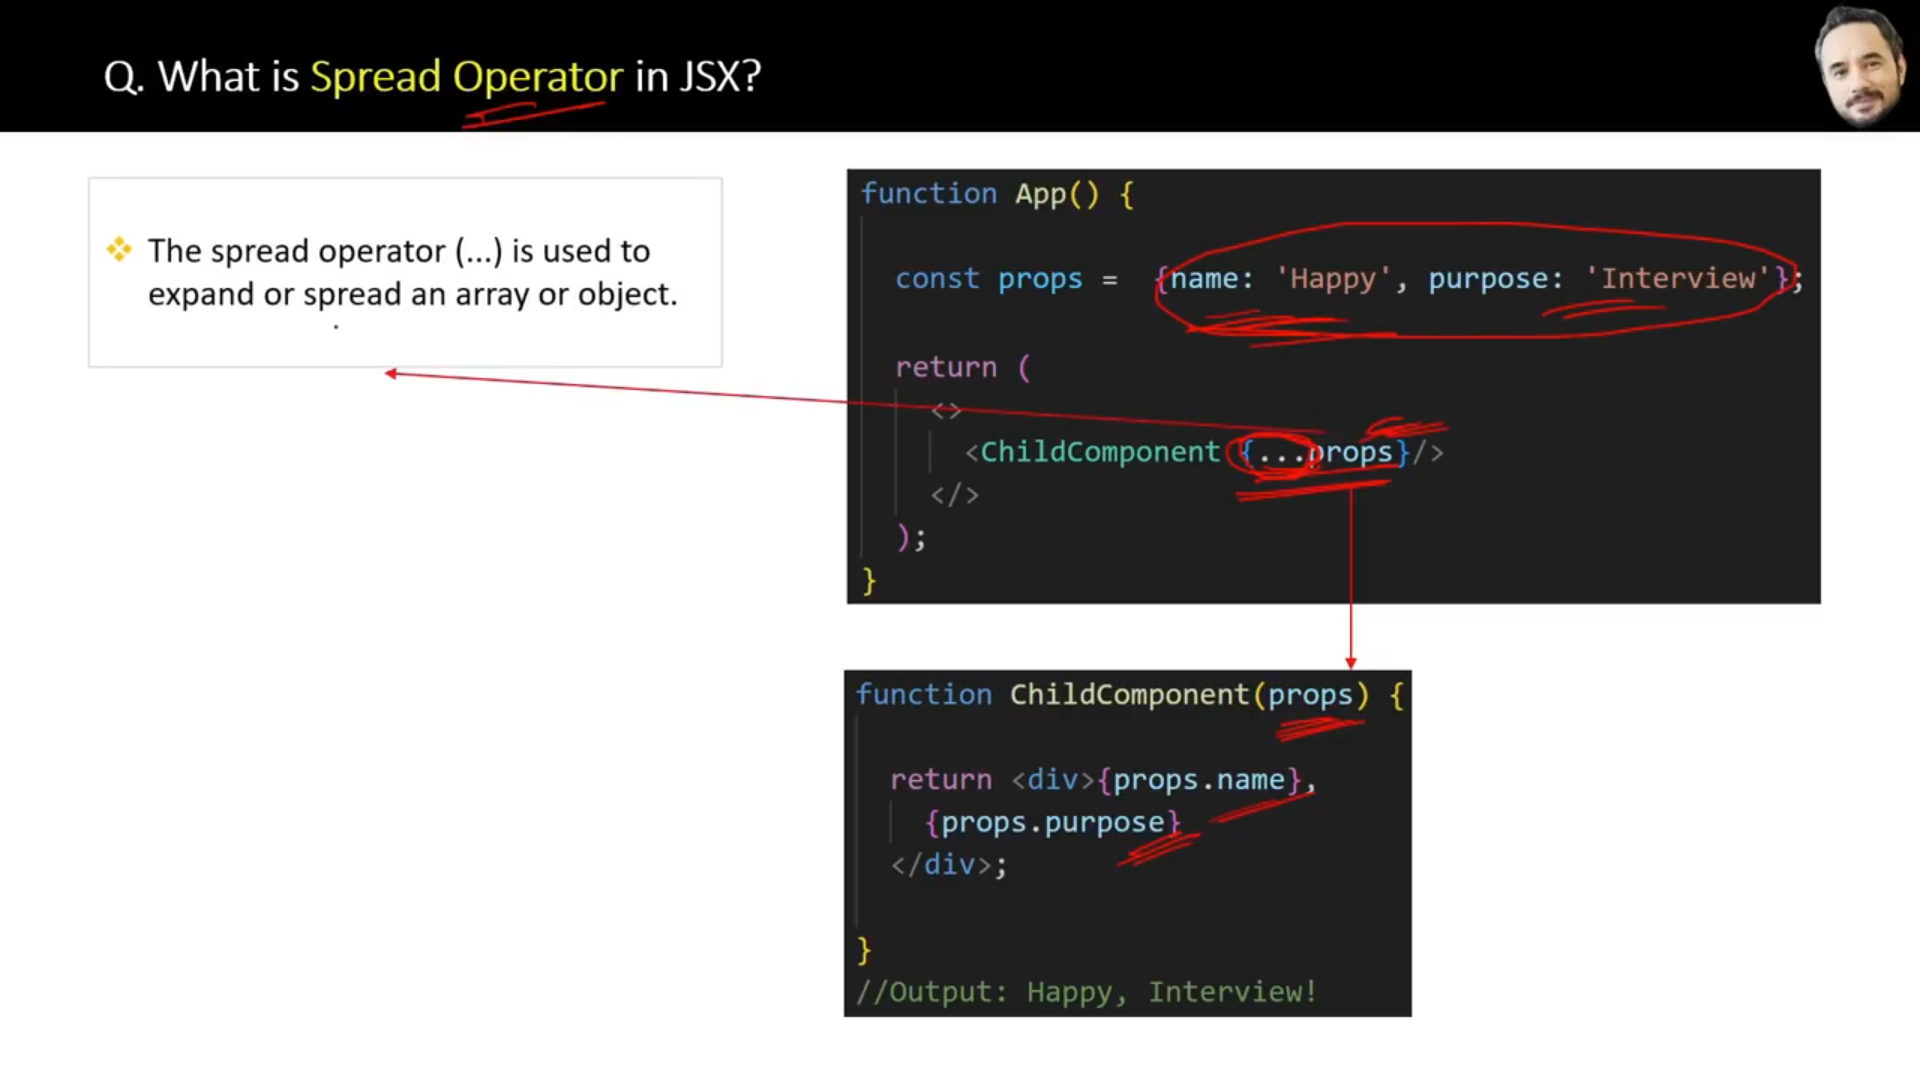 Q. What is Spread Operator in JSX?
The spread operator (...) is used to
expand or spread an array or object.
function App() {
const props = {name: 'Happy', purpose: 'Interview'};
return (
<>
<ChildComponent {...props}/>
</>
);
}
function ChildComponent(props) {
return <div>{props.name},
{props.purpose}
</div>;
}
//Output: Happy, Interview!